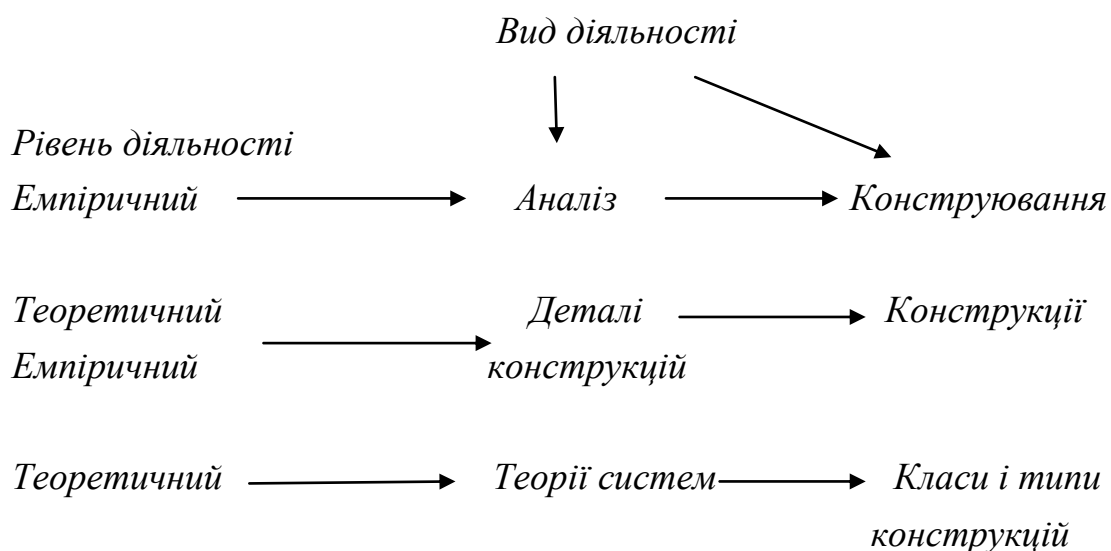 Вид діяльності
Рівень діяльності
Емпіричний Аналіз Конструювання
Теоретичний Деталі Конструкції
Емпіричний конструкцій
Теоретичний Теорії систем Класи і типи
конструкцій